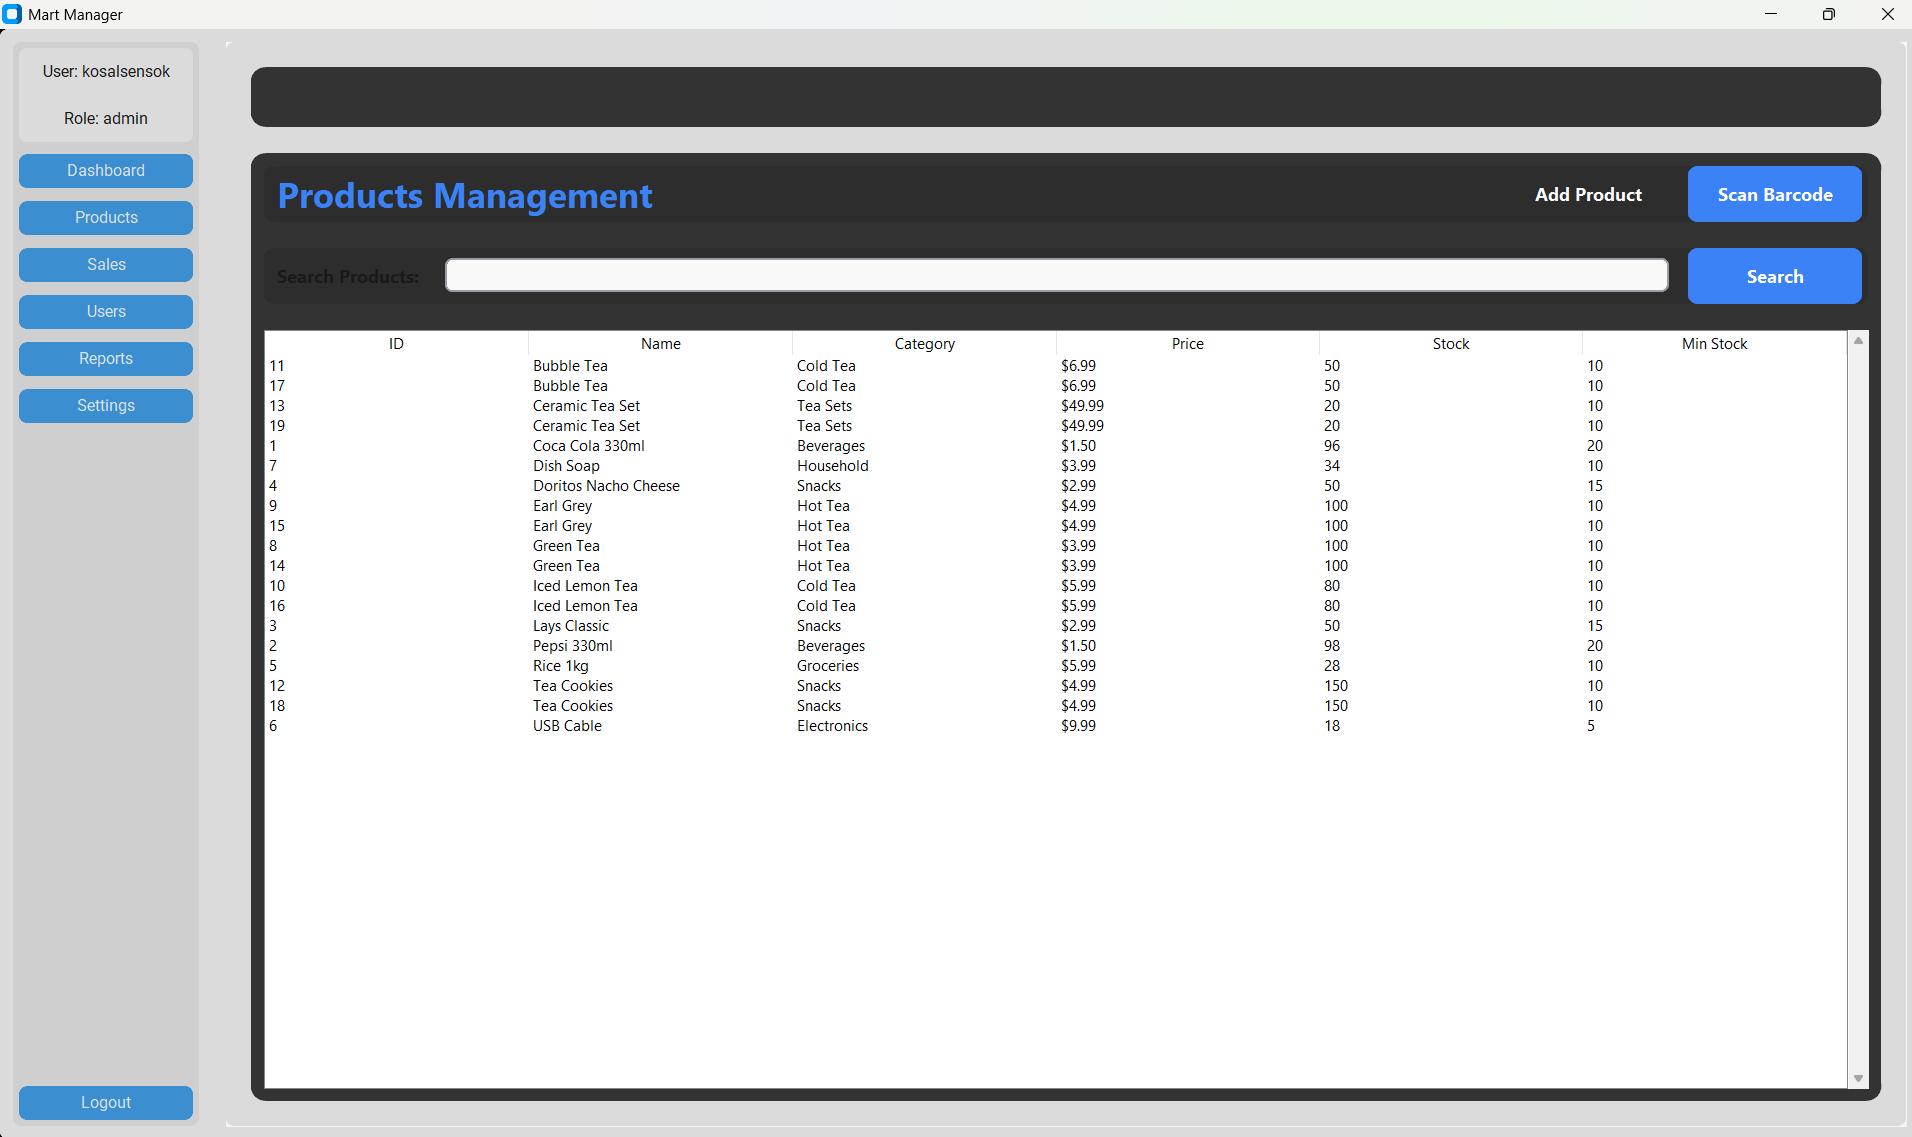 Mart Manager
User: kosalsensok
Role: admin
Dashboard
Products
Sales
Users
Reports
Settings
Logout
Products Management
Add Product
Scan Barcode
Search Products:
Search
ID Name Category Price Stock Min Stock
11 Bubble Tea Cold Tea $6.99 50 10
17 Bubble Tea Cold Tea $6.99 50 10
13 Ceramic Tea Set Tea Sets $49.99 20 10
19 Ceramic Tea Set Tea Sets $49.99 20 10
1 Coca Cola 330ml Beverages $1.50 96 20
7 Dish Soap Household $3.99 34 10
4 Doritos Nacho Cheese Snacks $2.99 50 15
9 Earl Grey Hot Tea $4.99 100 10
15 Earl Grey Hot Tea $4.99 100 10
8 Green Tea Hot Tea $3.99 100 10
14 Green Tea Hot Tea $3.99 100 10
10 Iced Lemon Tea Cold Tea $5.99 80 10
16 Iced Lemon Tea Cold Tea $5.99 80 10
3 Lays Classic Snacks $2.99 50 15
2 Pepsi 330ml Beverages $1.50 98 20
5 Rice 1kg Groceries $5.99 28 10
12 Tea Cookies Snacks $4.99 150 10
18 Tea Cookies Snacks $4.99 150 10
6 USB Cable Electronics $9.99 18 5